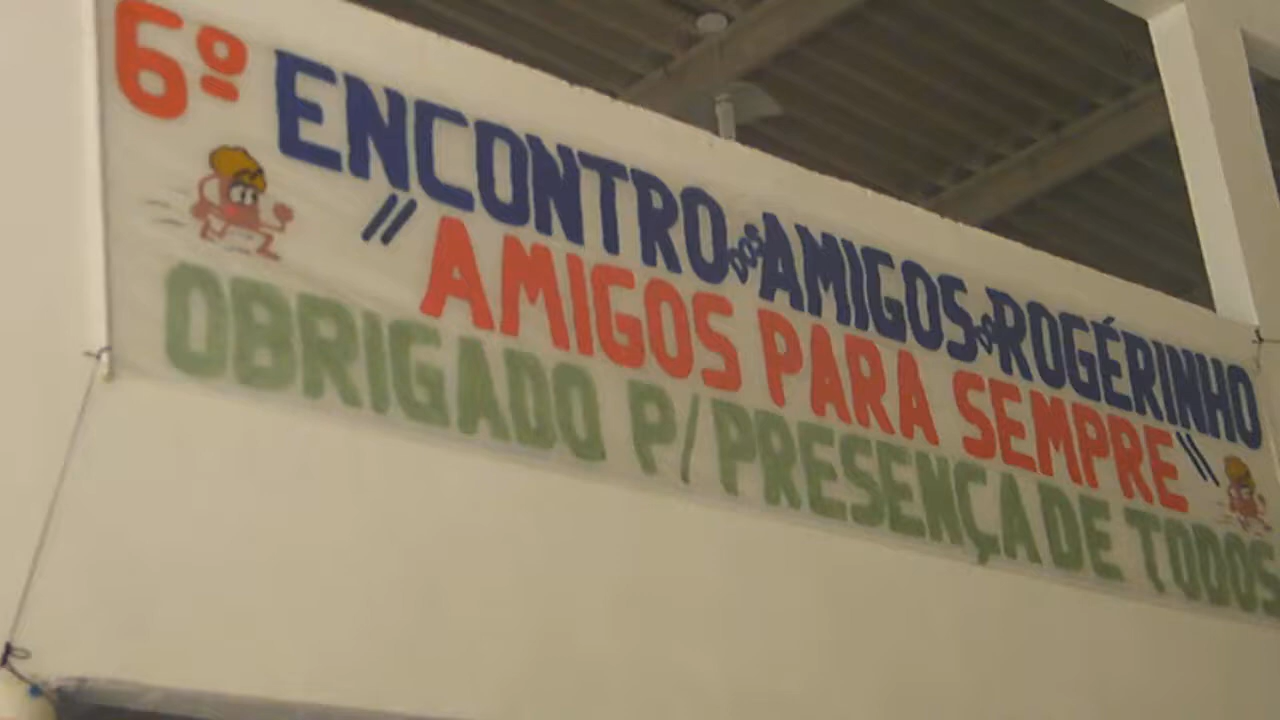 6º ENCONTRO DOS AMIGOS DO ROGÉRINHO
"AMIGOS PARA SEMPRE"
OBRIGADO P/ PRESENÇA DE TODOS